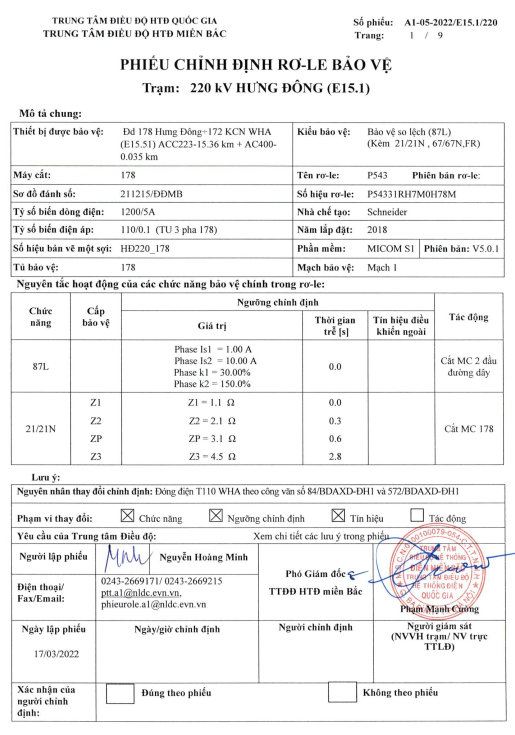 TRUNG TÂM ĐIỀU ĐỘ HTĐ QUỐC GIA
TRUNG TÂM ĐIỀU ĐỘ HTĐ MIỀN BẮC
Số phiếu: A1-05-2022/E15.1/220
Trang: 1 / 9
PHIẾU CHỈNH ĐỊNH RƠ-LE BẢO VỆ
Trạm: 220 kV HƯNG ĐÔNG (E15.1)
Mô tả chung:
Thiết bị được bảo vệ: Đd 178 Hưng Đông÷172 KCN WHA
(E15.51) ACC223-15.36 km + AC400-
0.035 km
Kiểu bảo vệ: Bảo vệ so lệch (87L)
(Kèm 21/21N , 67/67N,FR)
Máy cắt: 178
Tên rơ-le: P543 Phiên bản rơ-le:
Sơ đồ đánh số: 211215/ĐĐMB
Số hiệu rơ-le: P54331RH7M0H78M
Tỷ số biến dòng điện: 1200/5A
Nhà chế tạo: Schneider
Tỷ số biến điện áp: 110/0.1 (TU 3 pha 178)
Năm lắp đặt: 2018
Số hiệu bản vẽ một sợi: HĐ220_178
Phần mềm: MICOM S1 Phiên bản: V5.0.1
Tủ bảo vệ: 178
Mạch bảo vệ: Mạch 1
Nguyên tắc hoạt động của các chức năng bảo vệ chính trong rơ-le:
Chức năng
Cấp bảo vệ
Ngưỡng chỉnh định
Giá trị
Thời gian trễ [s]
Tín hiệu điều khiển ngoài
Tác động
87L
Phase Is1 = 1.00 A
Phase Is2 = 10.00 A
Phase k1 = 30.00%
Phase k2 = 150.0%
0.0
Cắt MC 2 đầu
đường dây
21/21N
Z1 Z1 = 1.1 Ω 0.0
Z2 Z2 = 2.1 Ω 0.3
ZP ZP = 3.1 Ω 0.6
Z3 Z3 = 4.5 Ω 2.8
Cắt MC 178
Lưu ý:
Nguyên nhân thay đổi chỉnh định: Đóng điện T110 WHA theo công văn số 84/BDAXD-ĐH1 và 572/BDAXD-ĐH1
Phạm vi thay đổi: Chức năng Ngưỡng chỉnh định Tín hiệu Tác động
Yêu cầu của Trung tâm Điều độ: Xem chi tiết các lưu ý trong phiếu
Người lập phiếu Nguyễn Hoàng Minh
Điện thoại/
Fax/Email:
0243-2669171/ 0243-2669215
ptt.a1@nldc.evn.vn,
phieurole.a1@nldc.evn.vn
Phó Giám đốc
TTĐĐ HTĐ miền Bắc
TRUNG TÂM
ĐIỀU ĐỘ HỆ THỐNG
ĐIỆN MIỀN BẮC
TRUNG TÂM ĐIỀU ĐỘ
HỆ THỐNG ĐIỆN
QUỐC GIA
Phạm Mạnh Cường
Ngày lập phiếu
17/03/2022
Ngày/giờ chỉnh định
Người chỉnh định
Người giám sát
(NVVH trạm/ NV trực
TTLĐ)
Xác nhận của
người chỉnh
định:
Đúng theo phiếu
Không theo phiếu